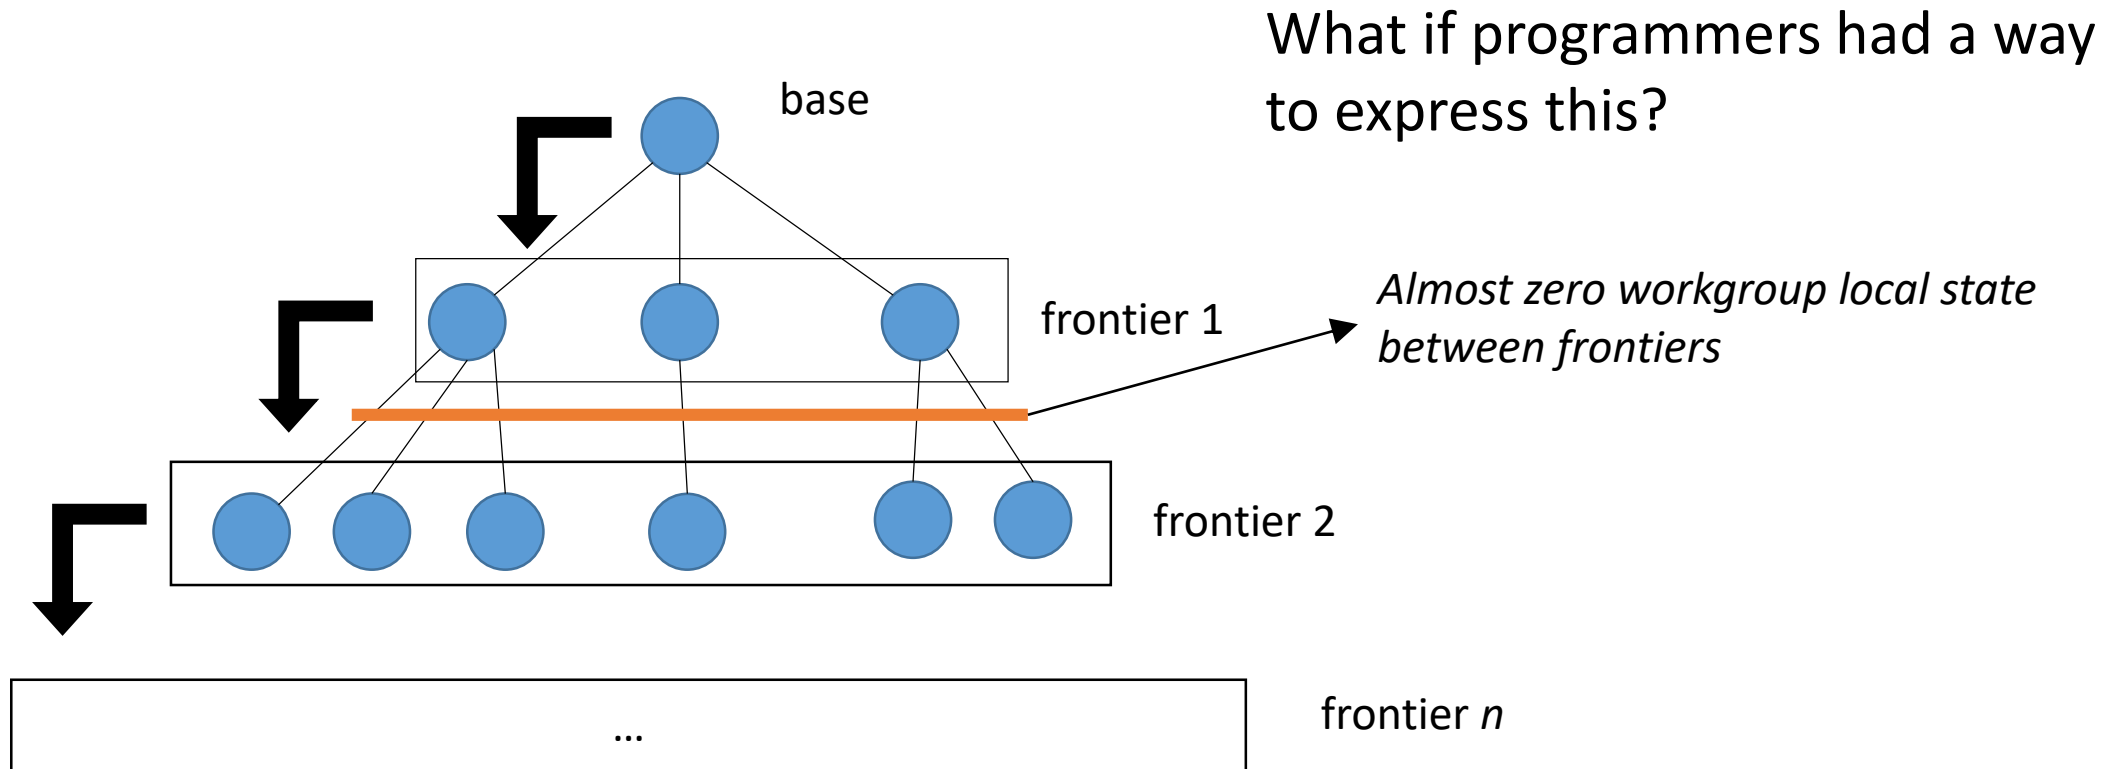 What if programmers had a way
to express this?
base
Almost zero workgroup local state
between frontiers
frontier 1
frontier 2
frontier n
...